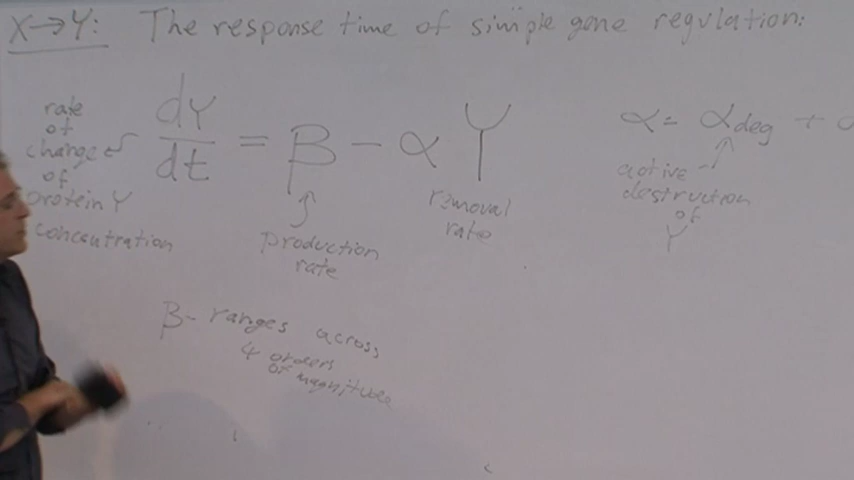 X→Y: The response time of simple gene regulation:
rate
of
change
of
protein Y
concentration
dY/dt = β - αY
production
rate
removal
rate
α = αdeg +
active
destruction
of
Y
β- ranges across
4 orders
of magnitude